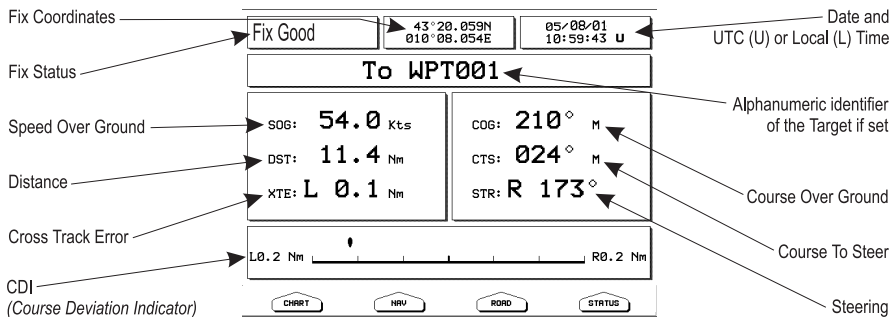 Fix Coordinates
Fix Status
Speed Over Ground
Distance
Cross Track Error
CDI
(Course Deviation Indicator)
Fix Good
43°20.059N
010°08.054E
05/08/01
10:59:43 U
To WPT001
SOG: 54.0 Kts
DST: 11.4 Nm
XTE: L 0.1 Nm
COG: 210° M
CTS: 024° M
STR: R 173°
L0.2 Nm
R0.2 Nm
CHART
NAV
ROAD
STATUS
Date and
UTC (U) or Local (L) Time
Alphanumeric identifier
of the Target if set
Course Over Ground
Course To Steer
Steering